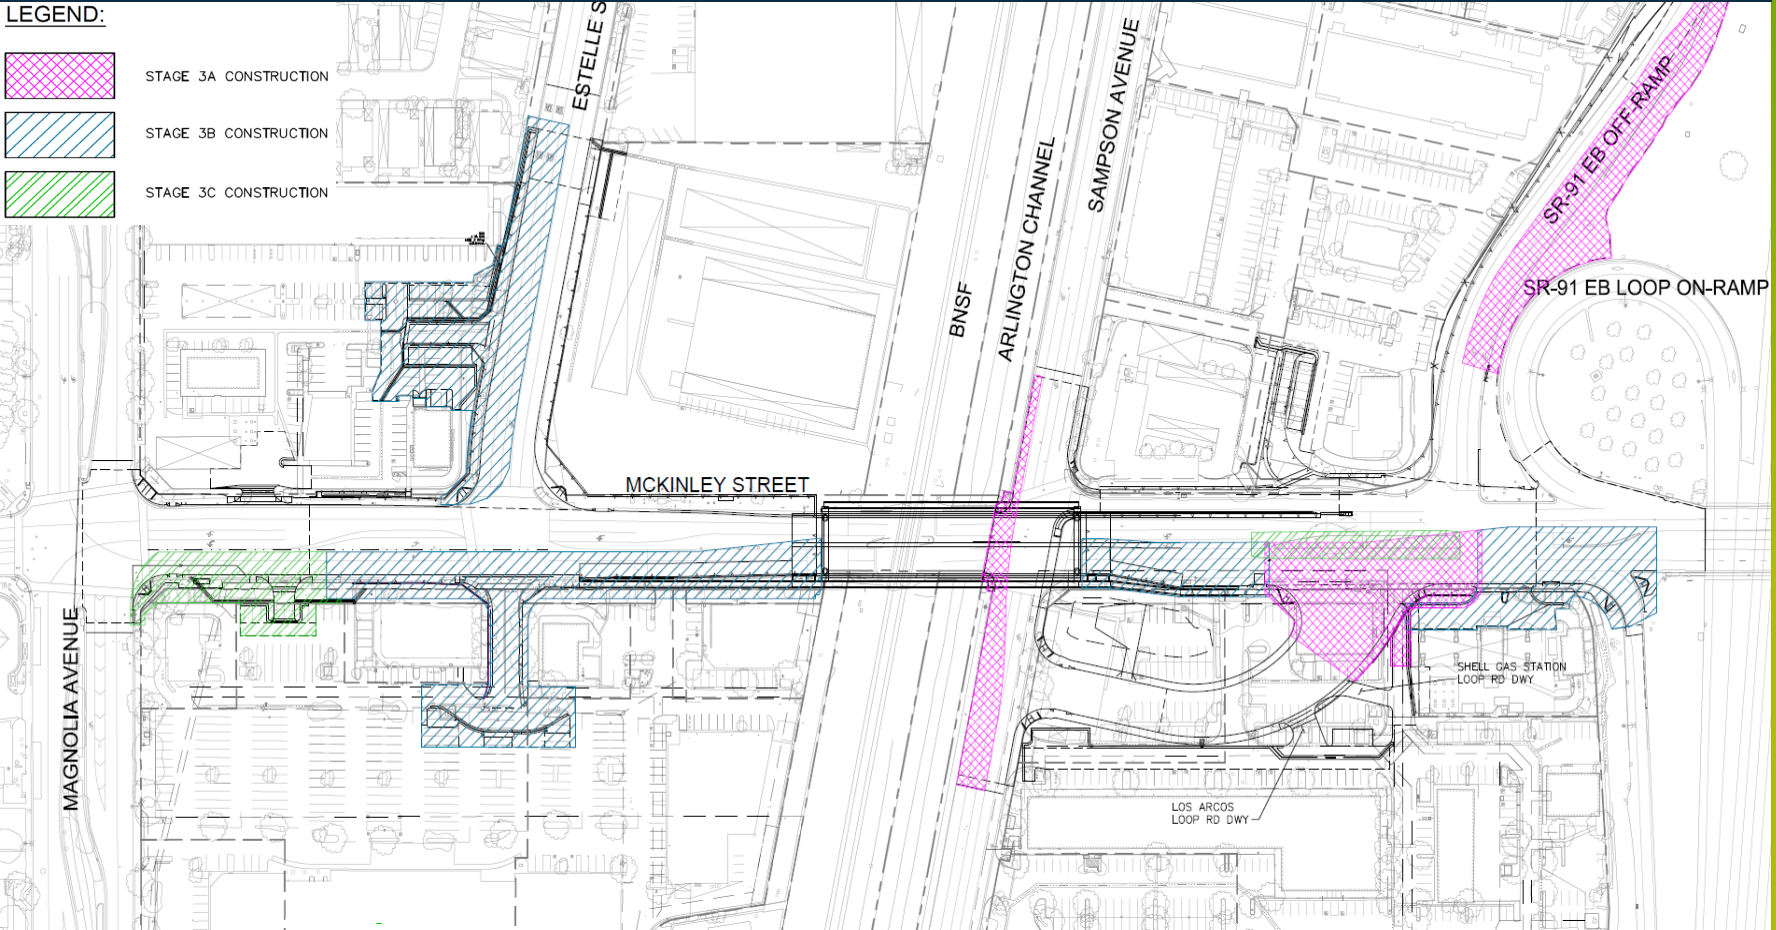 LEGEND:
STAGE 3A CONSTRUCTION
STAGE 3B CONSTRUCTION
STAGE 3C CONSTRUCTION
ESTELLE S
SAMPSON AVENUE
ARLINGTON CHANNEL
BNSF
SR-91 EB OFF-RAMP
SR-91 EB LOOP ON-RAMP
MCKINLEY STREET
MAGNOLIA AVENUE
SHELL GAS STATION
LOOP RD DWY
LOS ARCOS
LOOP RD DWY